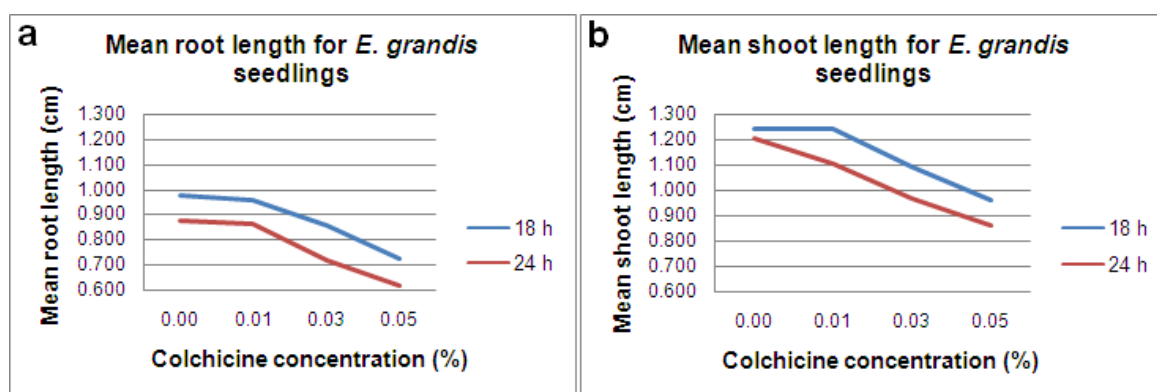 a
Mean root length for E. grandis
seedlings
Mean root length (cm)
1.300
1.200
1.100
1.000
0.900
0.800
0.700
0.600
0.00 0.01 0.03 0.05
Colchicine concentration (%)
18 h
24 h
b
Mean shoot length for E. grandis
seedlings
Mean shoot length (cm)
1.300
1.200
1.100
1.000
0.900
0.800
0.700
0.600
0.00 0.01 0.03 0.05
Colchicine concentration (%)
18 h
24 h